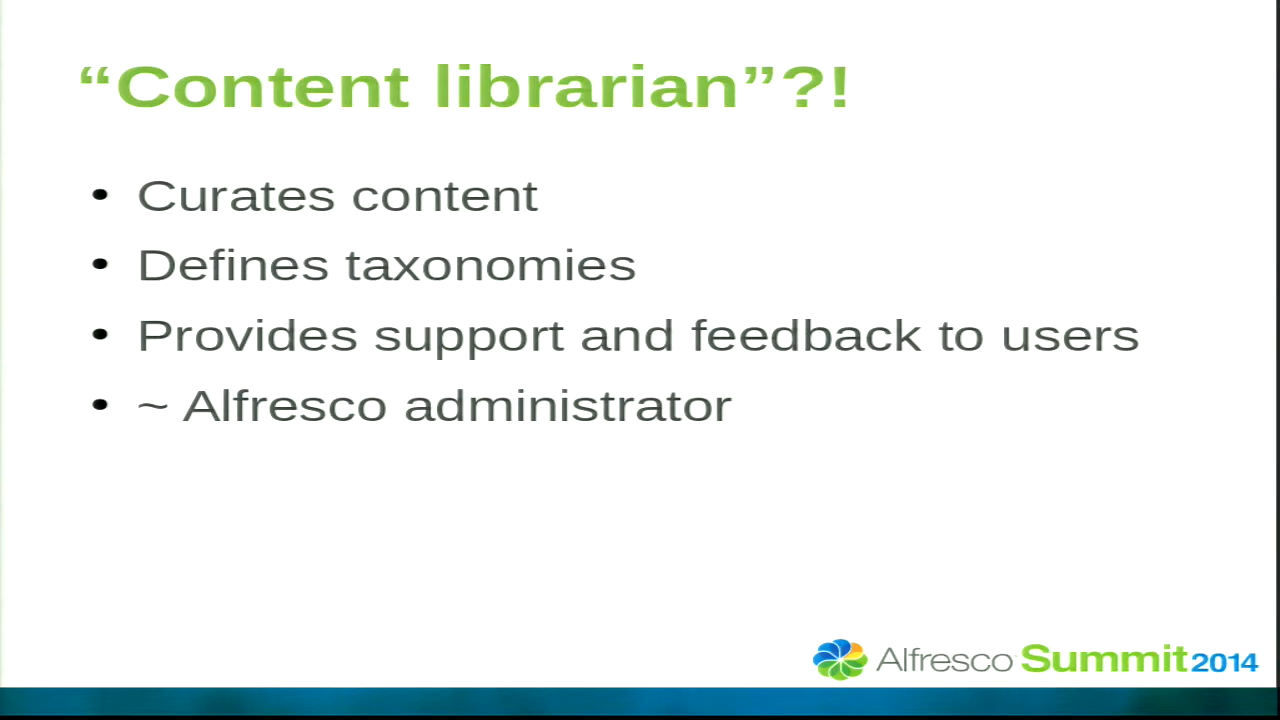 “Content librarian”?!
• Curates content
• Defines taxonomies
• Provides support and feedback to users
• ~ Alfresco administrator
Alfresco Summit 2014